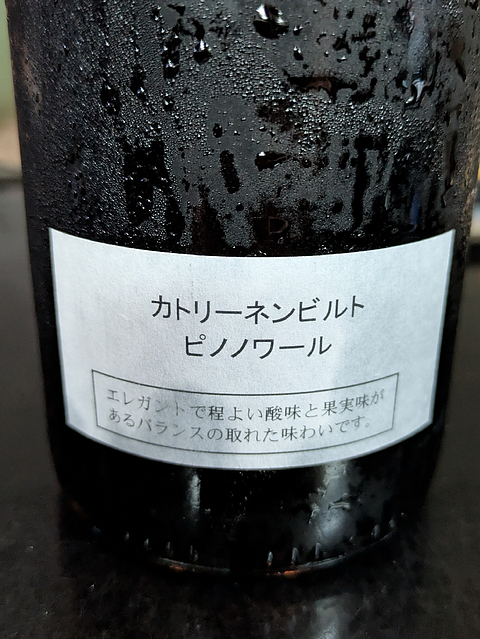 カトリーネンビルト
ピノノワール
エレガントで程よい酸味と果実味が
あるバランスの取れた味わいです。